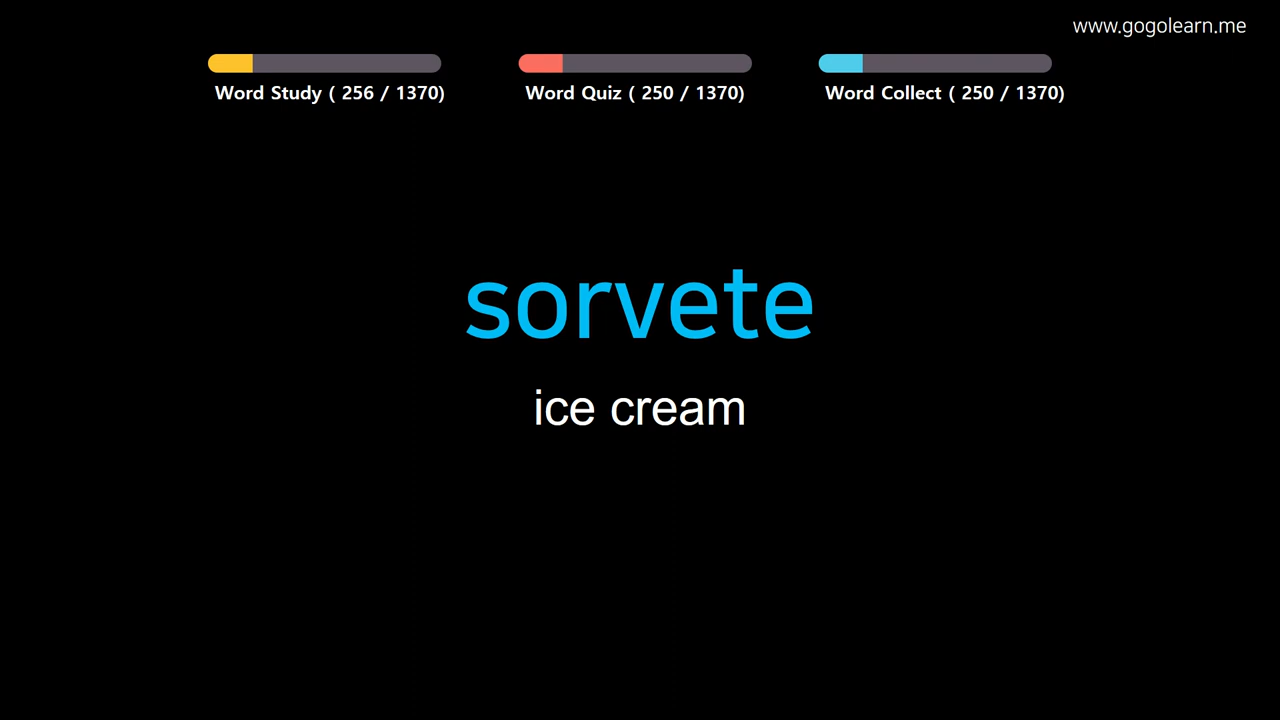 www.gogolearn.me
Word Study ( 256 / 1370)
Word Quiz ( 250 / 1370)
Word Collect ( 250 / 1370)
sorvete
ice cream